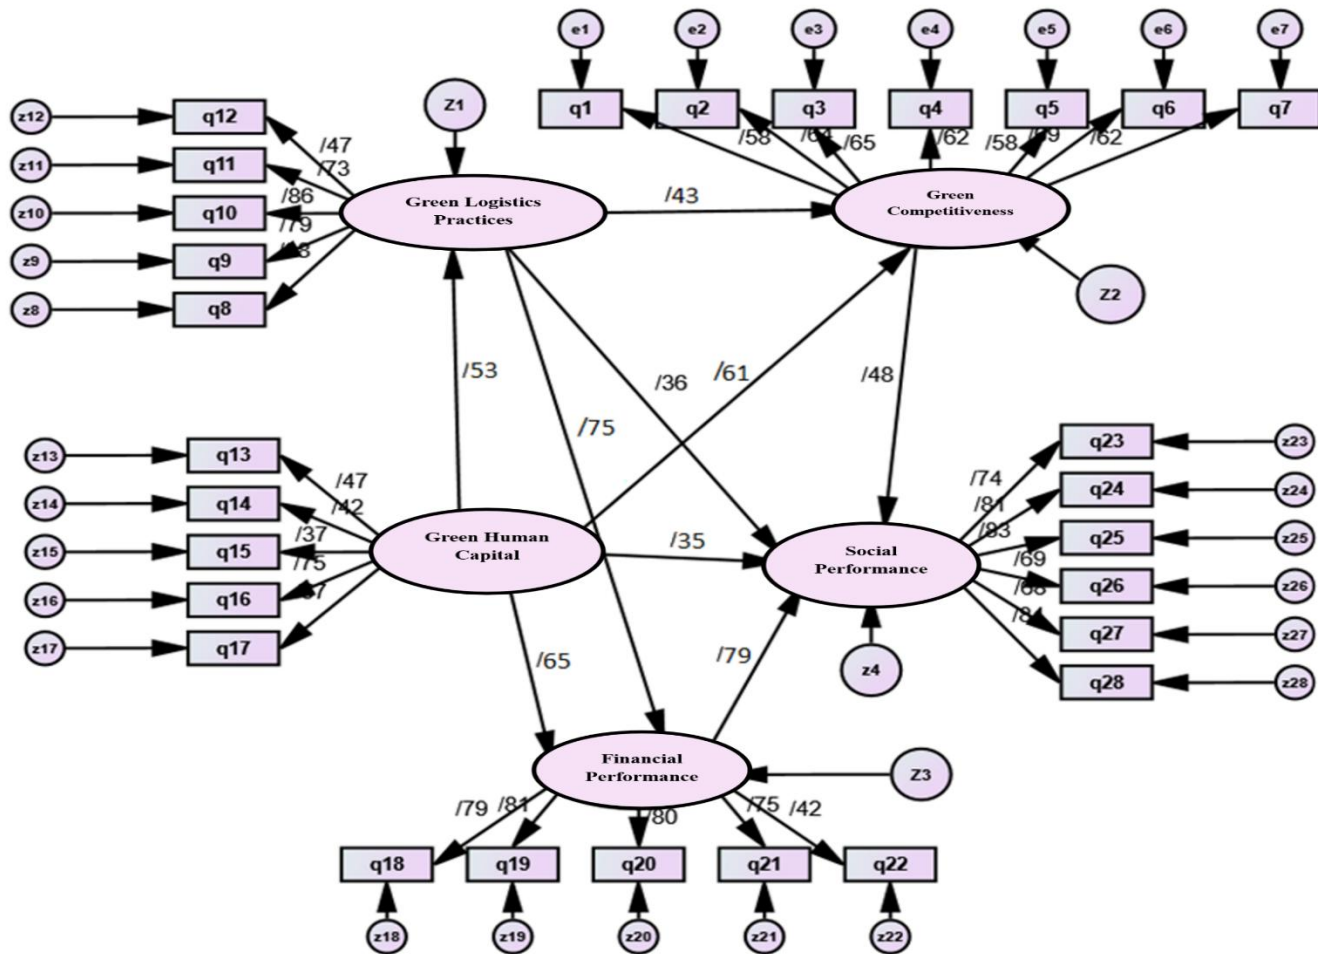 e1 e2 e3 e4 e5 e6 e7
q1 q2 q3 q4 q5 q6 q7
/58 /64 /65 /62 /58 /69 /62
z12 q12 /47
z11 q11 /73
z10 q10 /86
z9 q9 /79
z8 q8
Z1
Green Logistics
Practices
/43
Green
Competitiveness
Z2
/53
/36
/61
/48
/75
z13 q13 /47
z14 q14 /42
z15 q15 /37
z16 q16 /75
z17 q17
Green Human
Capital
/35
Social
Performance
z4
/74 q23 z23
/81 q24 z24
/83 q25 z25
/69 q26 z26
/68 q27 z27
q28 z28
/65
/79
Financial
Performance
Z3
/79 /81 /80 /75 /42
q18 q19 q20 q21 q22
z18 z19 z20 z21 z22